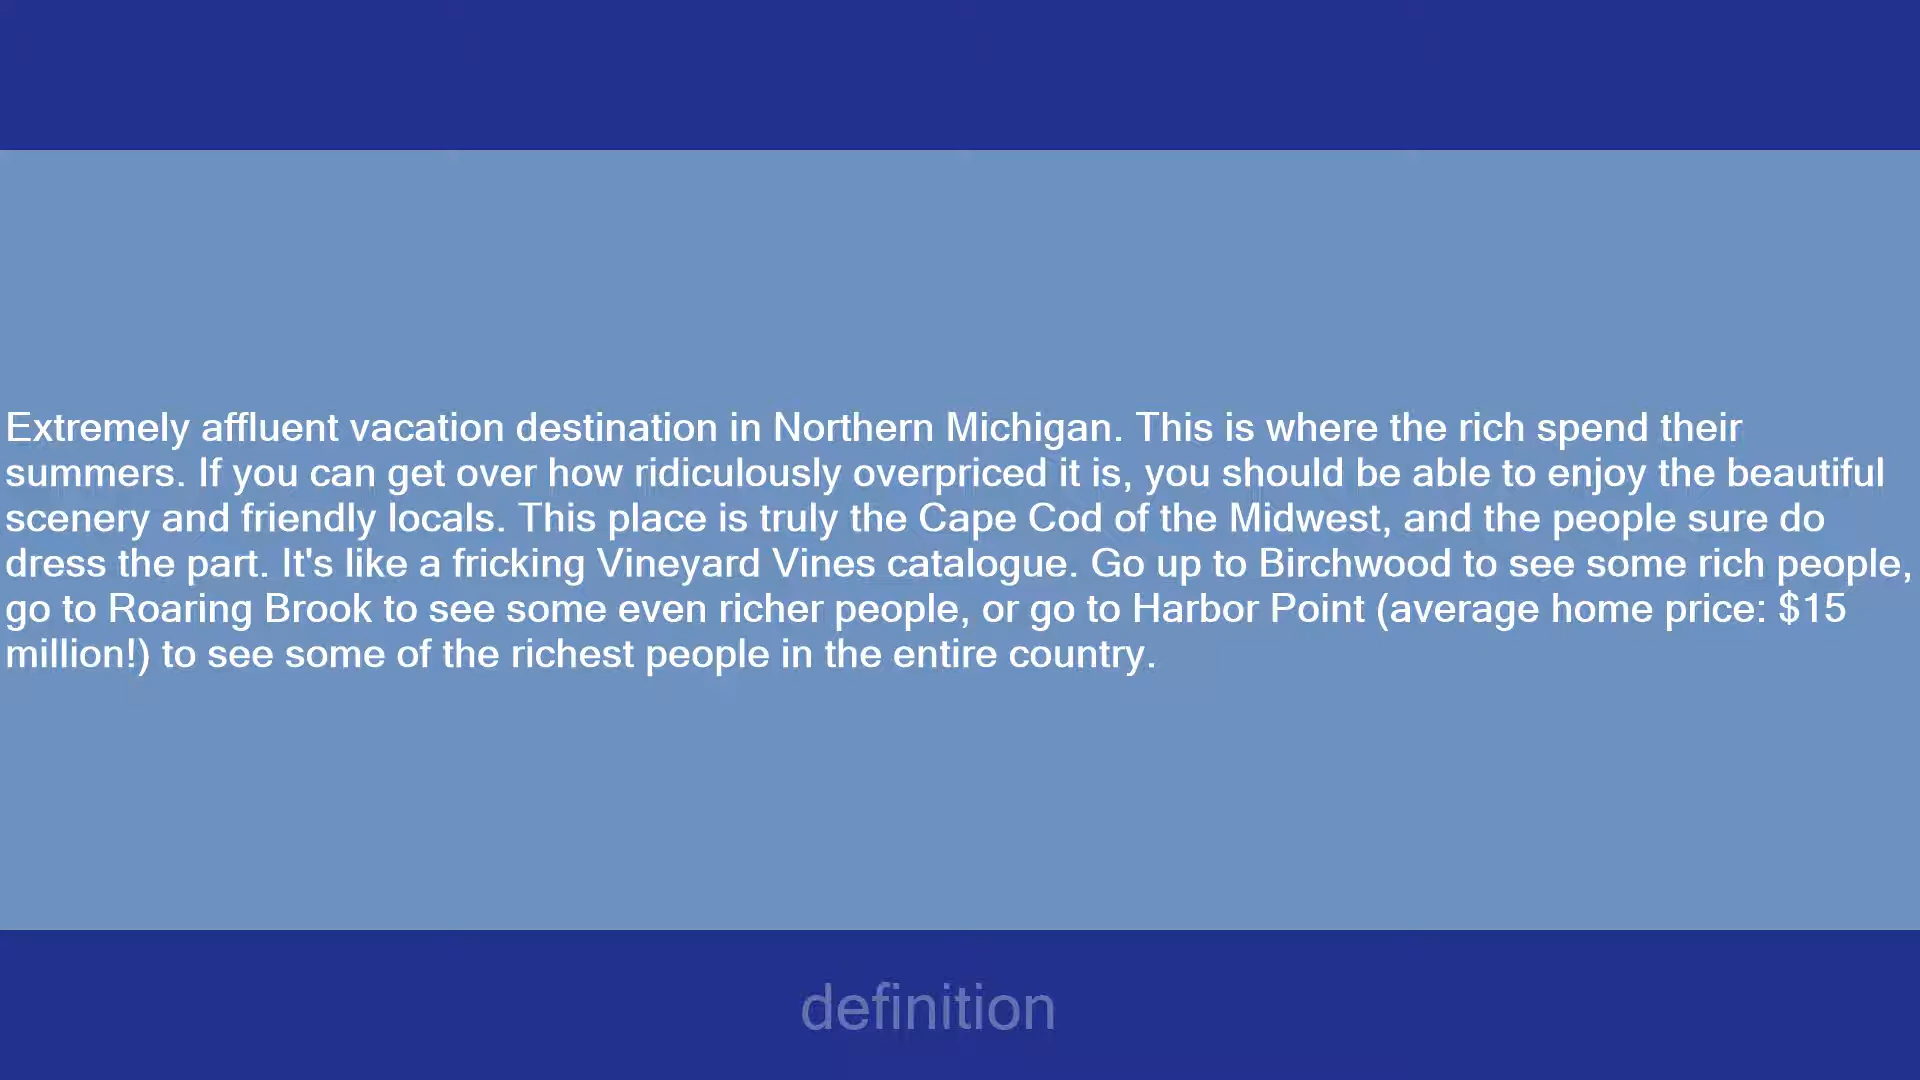 Extremely affluent vacation destination in Northern Michigan. This is where the rich spend their
summers. If you can get over how ridiculously overpriced it is, you should be able to enjoy the beautiful
scenery and friendly locals. This place is truly the Cape Cod of the Midwest, and the people sure do
dress the part. It's like a fricking Vineyard Vines catalogue. Go up to Birchwood to see some rich people,
go to Roaring Brook to see some even richer people, or go to Harbor Point (average home price: $15
million!) to see some of the richest people in the entire country.
definition